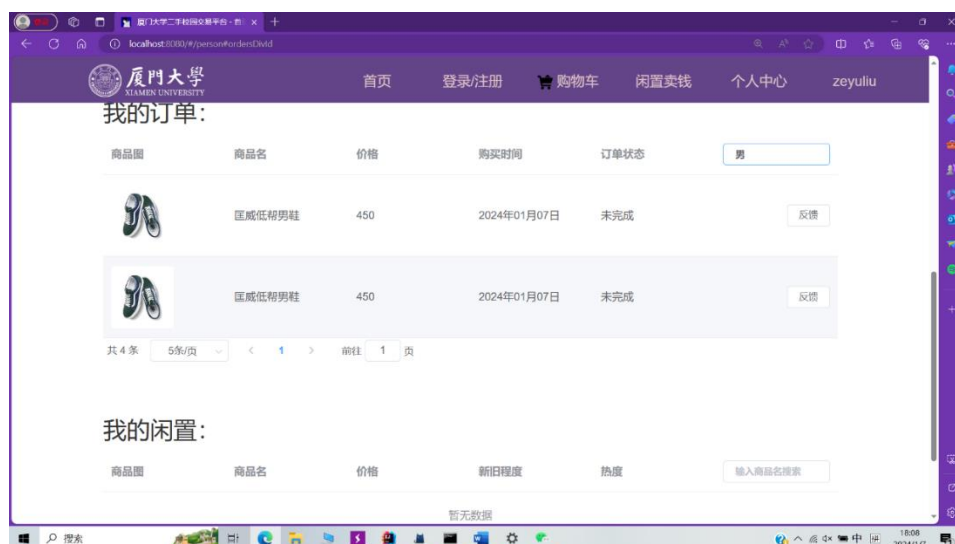 厦门大学二手校园交易平台 - 个
localhost:8080/#/person#ordersDivId
厦門大學
XIAMEN UNIVERSITY
首页 登录/注册 购物车 闲置卖钱 个人中心 zeyuliu
我的订单：
商品图 商品名 价格 购买时间 订单状态 男
匡威低帮男鞋 450 2024年01月07日 未完成 反馈
匡威低帮男鞋 450 2024年01月07日 未完成 反馈
共 4 条 5条/页 1 前往 1 页
我的闲置：
商品图 商品名 价格 新旧程度 热度 输入商品名搜索
暂无数据
搜索 中 拼 18:08